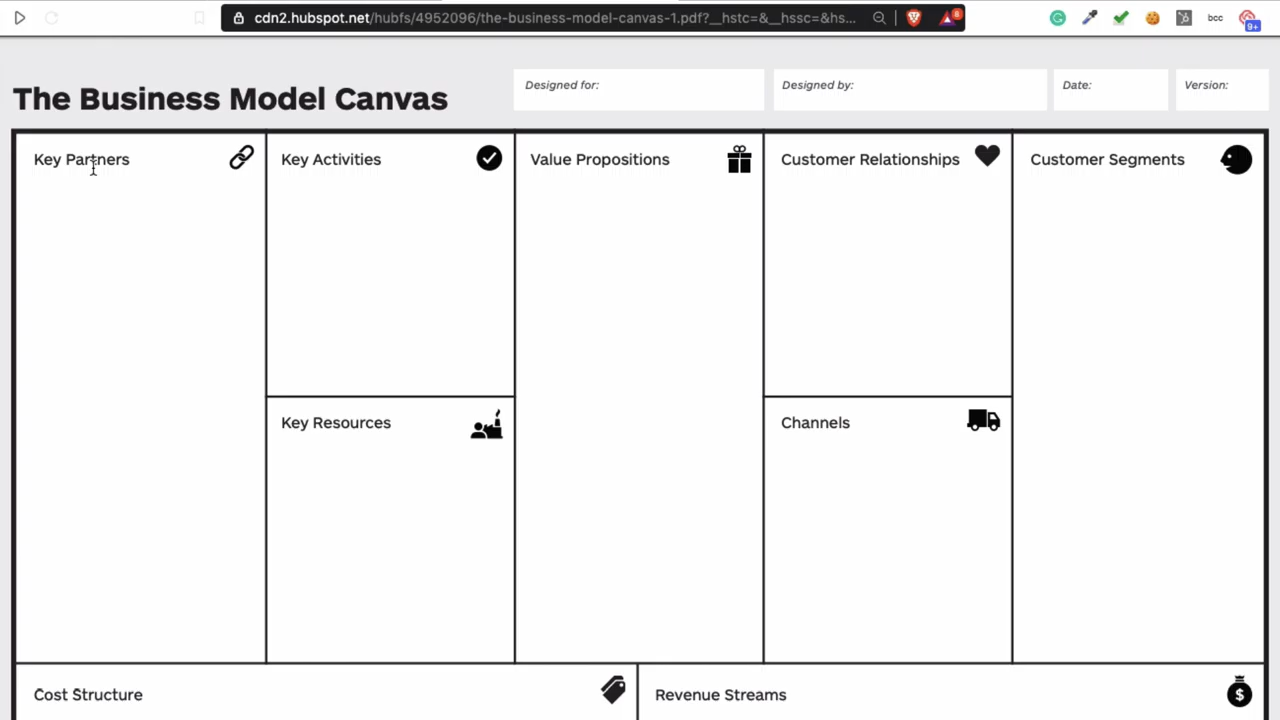 cdn2.hubspot.net/hubfs/4952096/the-business-model-canvas-1.pdf?__hstc=&__hssc=&hs...
8
bcc
9+
The Business Model Canvas
Designed for:
Designed by:
Date:
Version:
Key Partners
Key Activities
Value Propositions
Customer Relationships
Customer Segments
Key Resources
Channels
Cost Structure
Revenue Streams
$